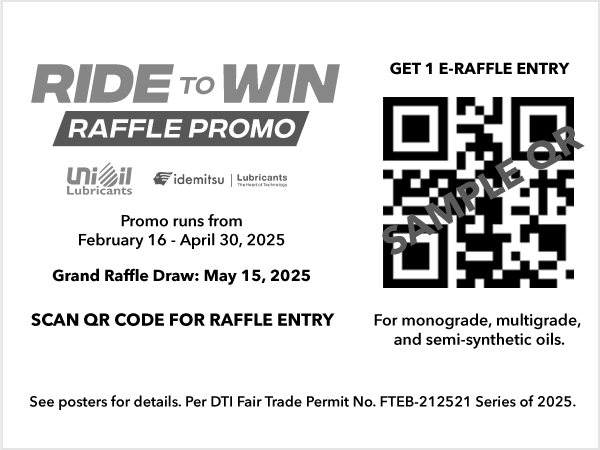 RIDE TO WIN
RAFFLE PROMO
Unioil
Lubricants
idemitsu | Lubricants
The Heart of Technology
Promo runs from
February 16 - April 30, 2025
Grand Raffle Draw: May 15, 2025
SCAN QR CODE FOR RAFFLE ENTRY
GET 1 E-RAFFLE ENTRY
SAMPLE QR
For monograde, multigrade,
and semi-synthetic oils.
See posters for details. Per DTI Fair Trade Permit No. FTEB-212521 Series of 2025.